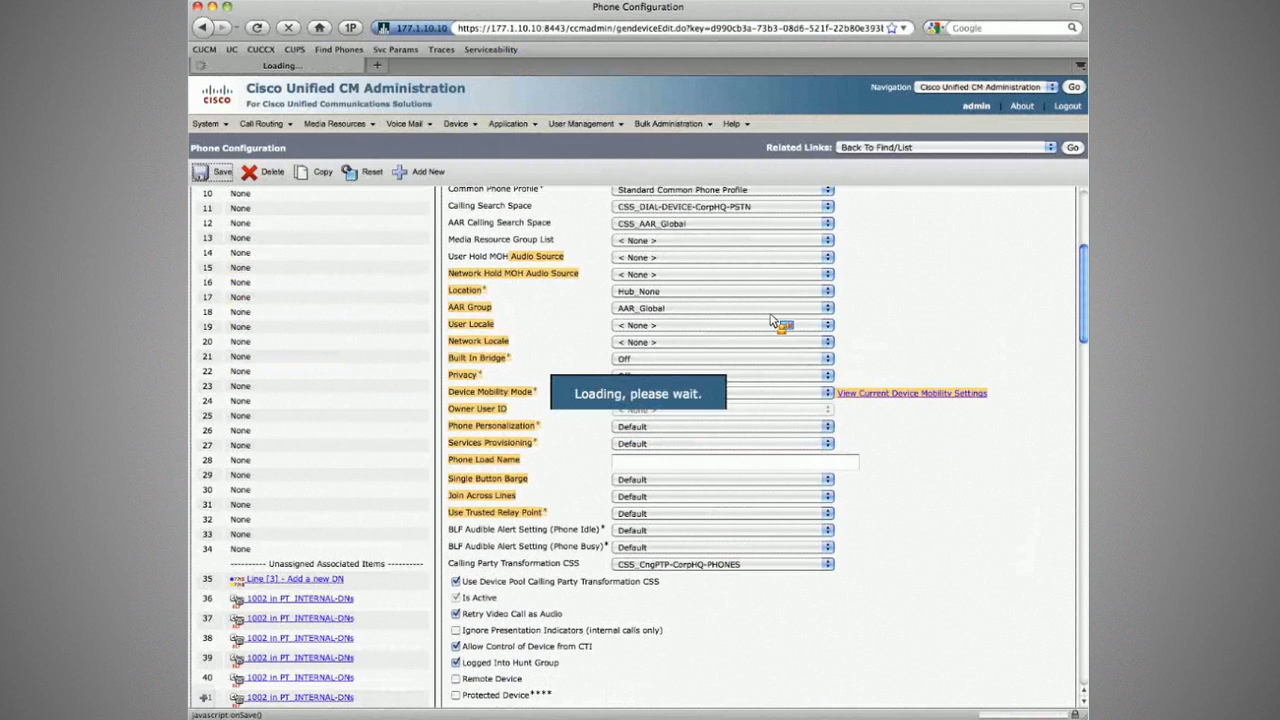 Phone Configuration
1P
177.1.10.10
https://177.1.10.10:8443/ccmadmin/gendeviceEdit.do?key=d990cb3a-73b3-08d6-521f-22b80e393
Google
CUCM UC CUCCX CUPS Find Phones Svc Params Traces Serviceability
Loading...
+
Cisco Unified CM Administration
For Cisco Unified Communications Solutions
CISCO
Navigation Cisco Unified CM Administration Go
admin About Logout
System Call Routing Media Resources Voice Mail Device Application User Management Bulk Administration Help
Phone Configuration
Related Links: Back To Find/List Go
Save Delete Copy Reset Add New
10 None
11 None
12 None
13 None
14 None
15 None
16 None
17 None
18 None
19 None
20 None
21 None
22 None
23 None
24 None
25 None
26 None
27 None
28 None
29 None
30 None
31 None
32 None
33 None
34 None
---------- Unassigned Associated Items ----------
35 Line [3] - Add a new DN
36 1002 in PT_INTERNAL-DNs
37 1002 in PT_INTERNAL-DNs
38 1002 in PT_INTERNAL-DNs
39 1002 in PT_INTERNAL-DNs
40 1002 in PT_INTERNAL-DNs
1002 in PT_INTERNAL-DNs
Common Phone Profile* Standard Common Phone Profile
Calling Search Space CSS_DIAL-DEVICE-CorpHQ-PSTN
AAR Calling Search Space CSS_AAR_Global
Media Resource Group List < None >
User Hold MOH Audio Source < None >
Network Hold MOH Audio Source < None >
Location* Hub_None
AAR Group AAR_Global
User Locale < None >
Network Locale < None >
Built In Bridge* Off
Privacy*
Device Mobility Mode* View Current Device Mobility Settings
Loading, please wait.
Owner User ID
Phone Personalization* Default
Services Provisioning* Default
Phone Load Name
Single Button Barge Default
Join Across Lines Default
Use Trusted Relay Point* Default
BLF Audible Alert Setting (Phone Idle)* Default
BLF Audible Alert Setting (Phone Busy)* Default
Calling Party Transformation CSS CSS_CngPTP-CorpHQ-PHONES
Use Device Pool Calling Party Transformation CSS
Is Active
Retry Video Call as Audio
Ignore Presentation Indicators (internal calls only)
Allow Control of Device from CTI
Logged Into Hunt Group
Remote Device
Protected Device****
javascript:onSave()